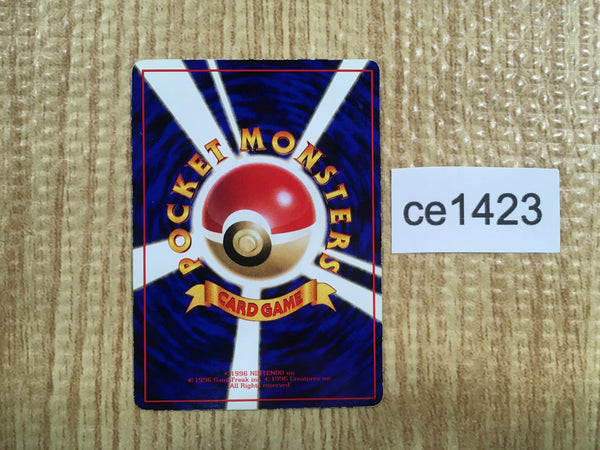 POCKET MONSTERS
CARD GAME
©1996 NINTENDO inc
©1996 GameFreak inc. © 1996 Creatures inc
All Rights reserved
ce1423